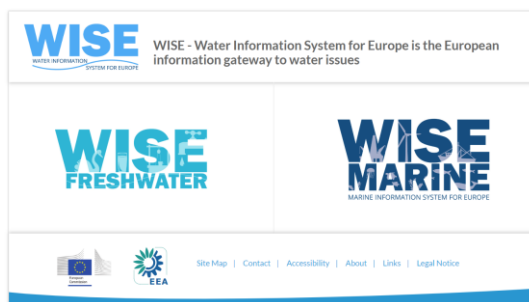 WISE
WATER INFORMATION
SYSTEM FOR EUROPE
WISE - Water Information System for Europe is the European
information gateway to water issues
WISE
FRESHWATER
WISE
MARINE
MARINE INFORMATION SYSTEM FOR EUROPE
European
Commission
EEA
Site Map | Contact | Accessibility | About | Links | Legal Notice